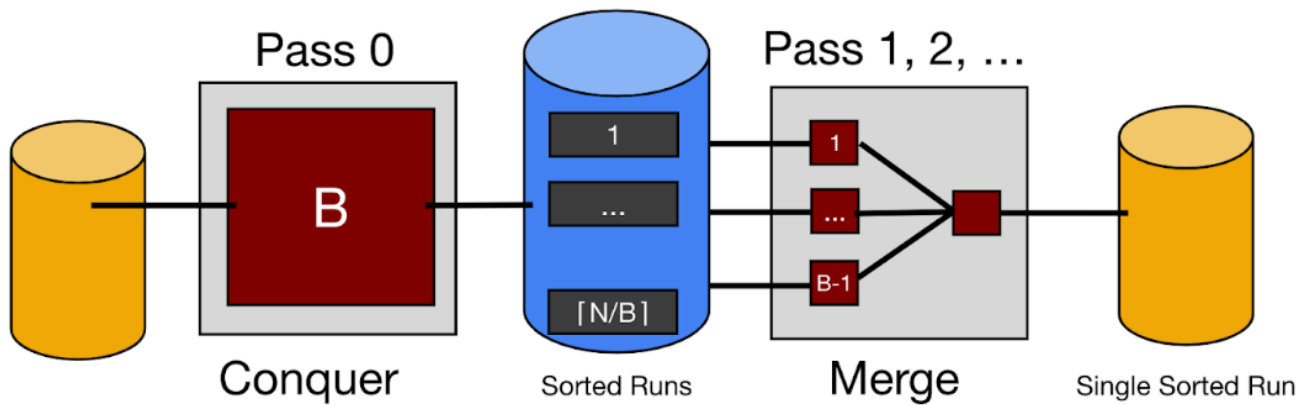 Pass 0
Pass 1, 2, ...
B
1
...
⌈N/B⌉
1
...
B-1
Conquer
Sorted Runs
Merge
Single Sorted Run